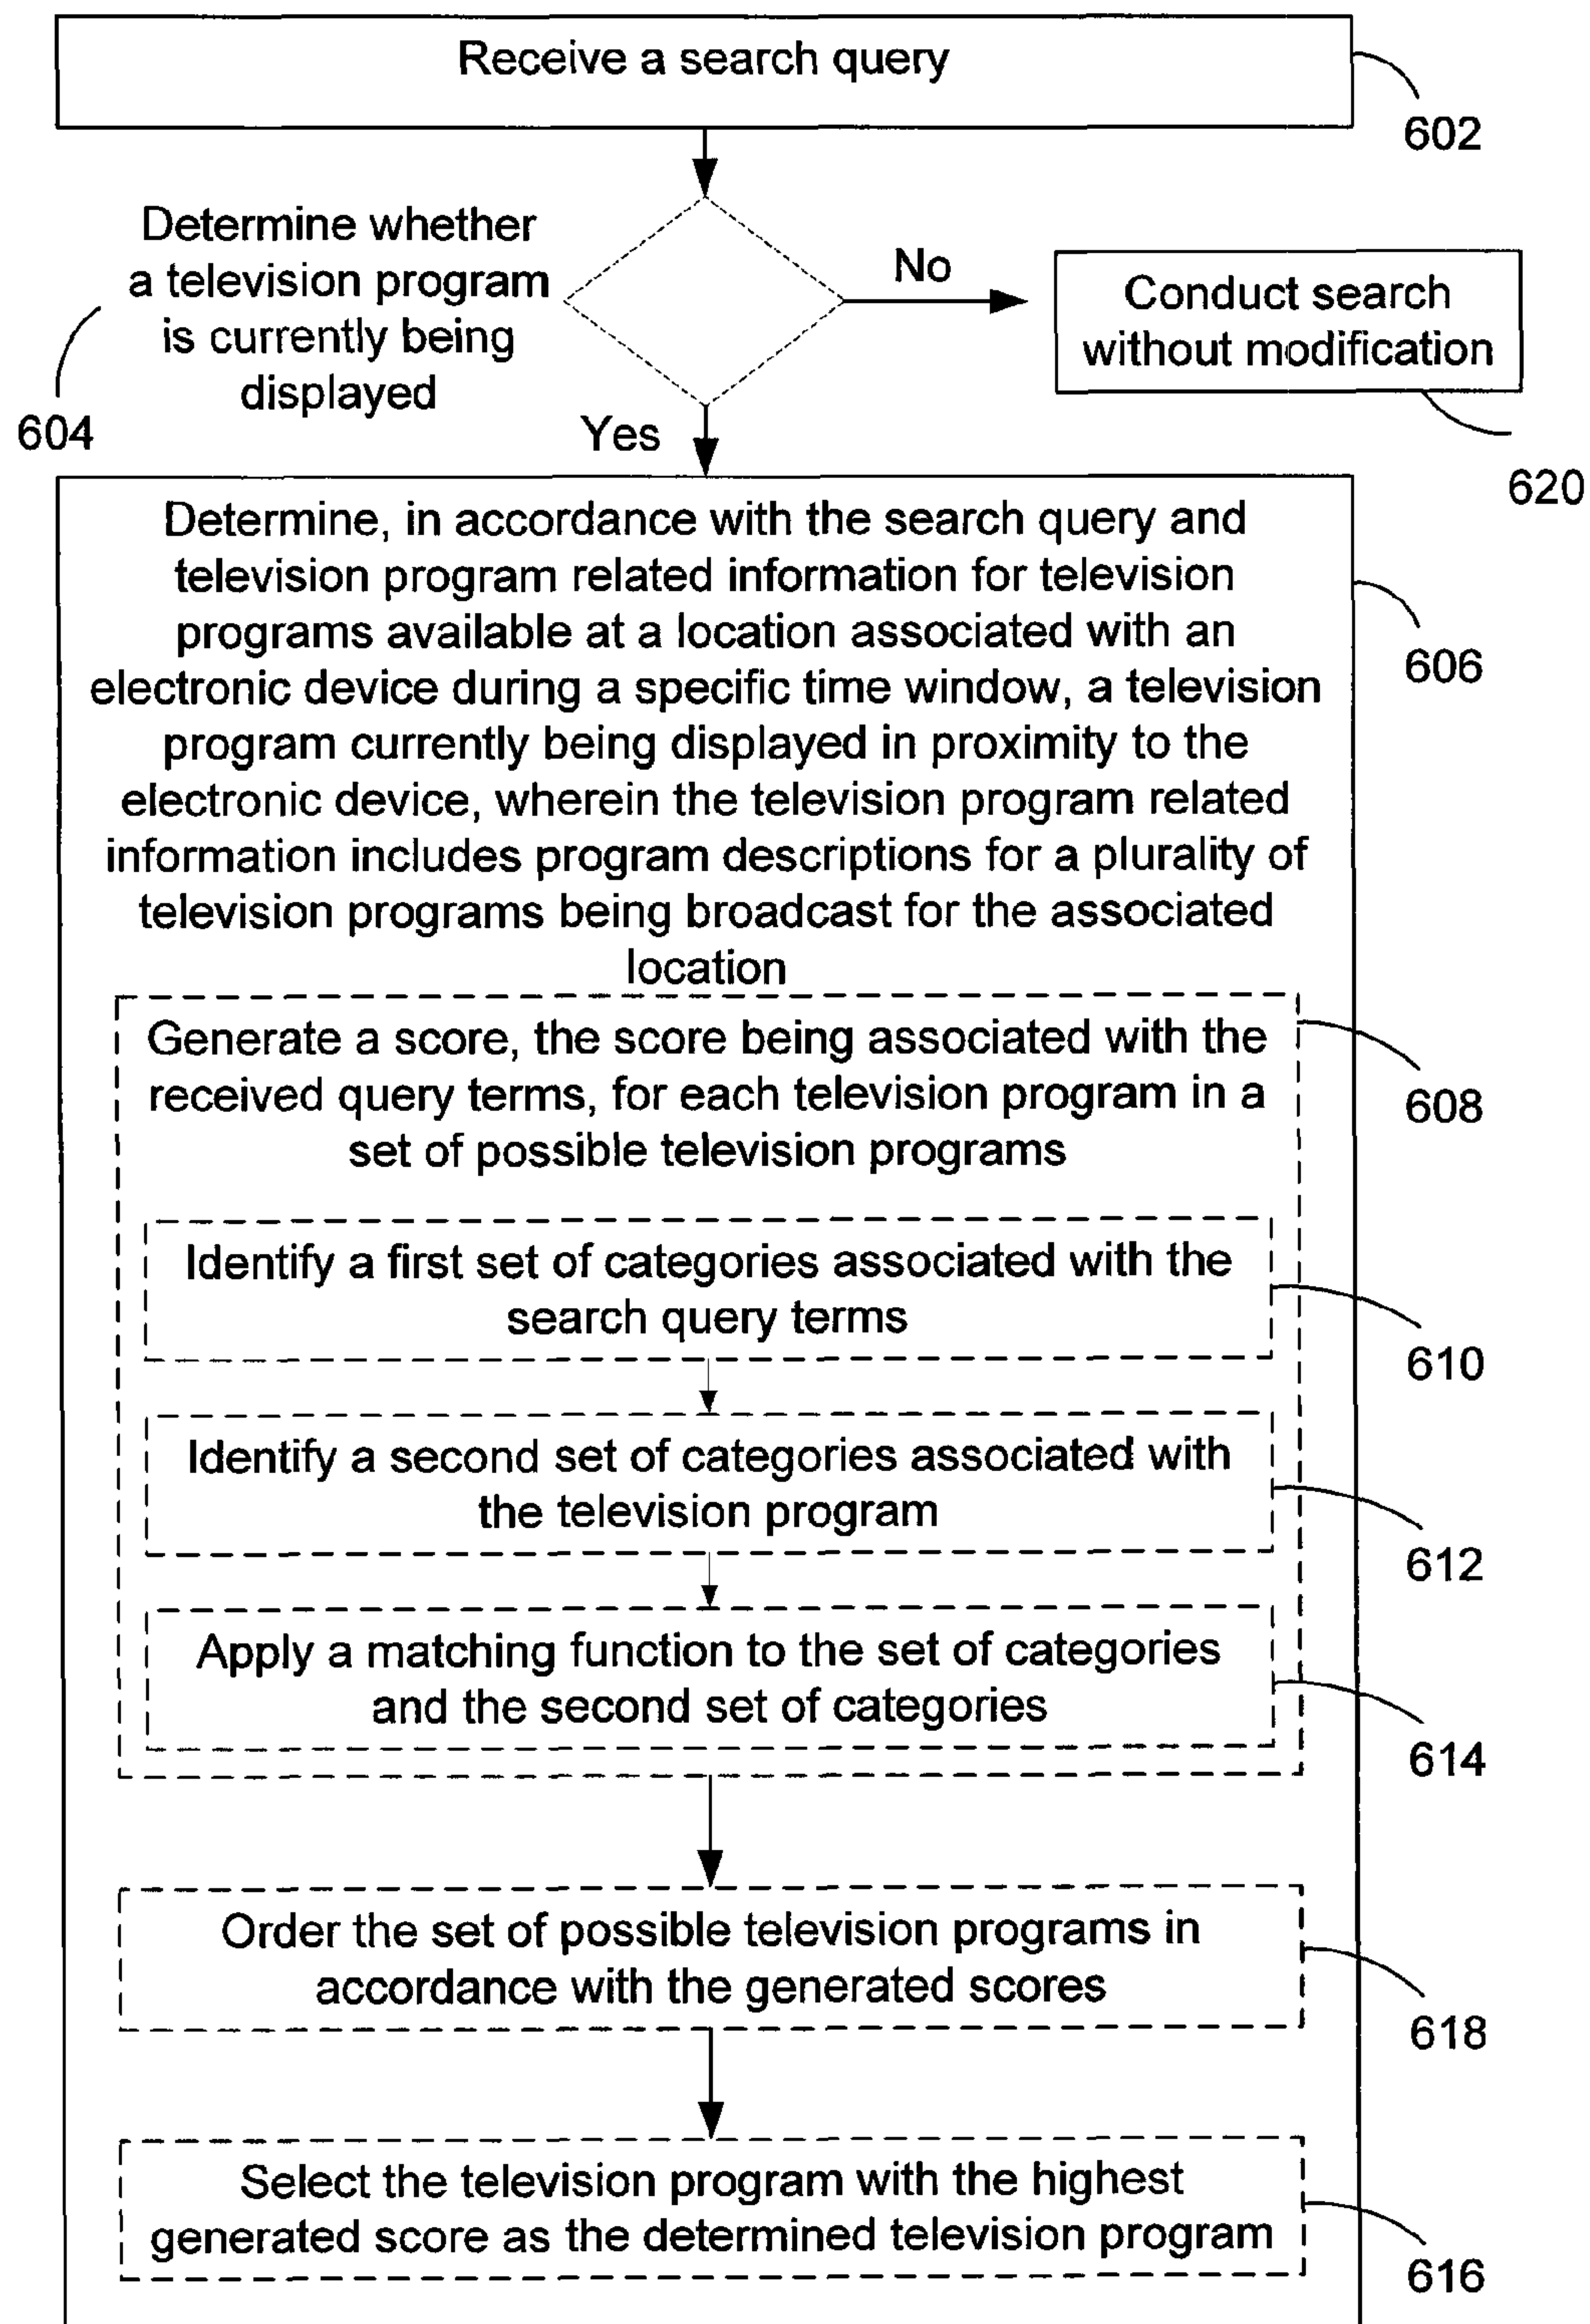 Receive a search query
602
Determine whether
a television program
is currently being
displayed
604
No
Conduct search
without modification
620
Yes
Determine, in accordance with the search query and
television program related information for television
programs available at a location associated with an
electronic device during a specific time window, a television
program currently being displayed in proximity to the
electronic device, wherein the television program related
information includes program descriptions for a plurality of
television programs being broadcast for the associated
location
606
Generate a score, the score being associated with the
received query terms, for each television program in a
set of possible television programs
608
Identify a first set of categories associated with the
search query terms
610
Identify a second set of categories associated with
the television program
612
Apply a matching function to the set of categories
and the second set of categories
614
Order the set of possible television programs in
accordance with the generated scores
618
Select the television program with the highest
generated score as the determined television program
616